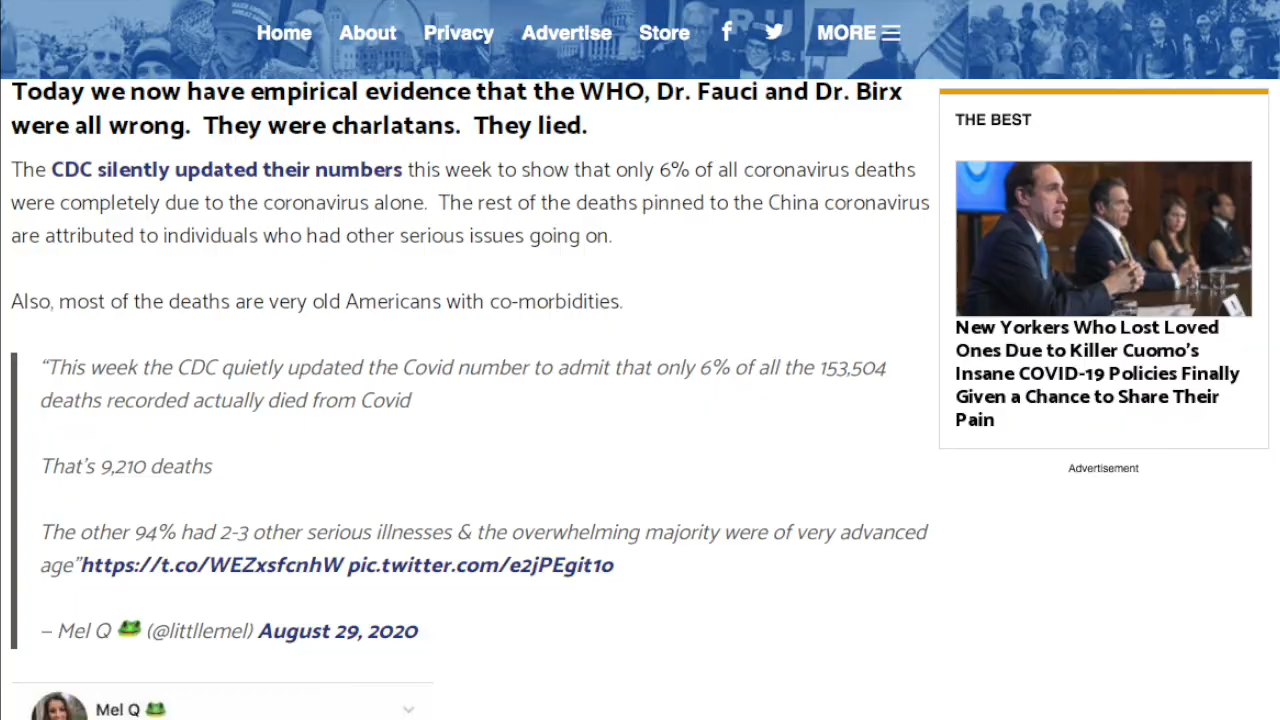 Home About Privacy Advertise Store f MORE
Today we now have empirical evidence that the WHO, Dr. Fauci and Dr. Birx
were all wrong. They were charlatans. They lied.
The CDC silently updated their numbers this week to show that only 6% of all coronavirus deaths
were completely due to the coronavirus alone. The rest of the deaths pinned to the China coronavirus
are attributed to individuals who had other serious issues going on.
Also, most of the deaths are very old Americans with co-morbidities.
“This week the CDC quietly updated the Covid number to admit that only 6% of all the 153,504
deaths recorded actually died from Covid
That’s 9,210 deaths
The other 94% had 2-3 other serious illnesses & the overwhelming majority were of very advanced
age”https://t.co/WEZxsfcnhW pic.twitter.com/e2jPEgit1o
– Mel Q 🐸 (@littllemel) August 29, 2020
Mel Q 🐸
THE BEST
New Yorkers Who Lost Loved
Ones Due to Killer Cuomo’s
Insane COVID-19 Policies Finally
Given a Chance to Share Their
Pain
Advertisement